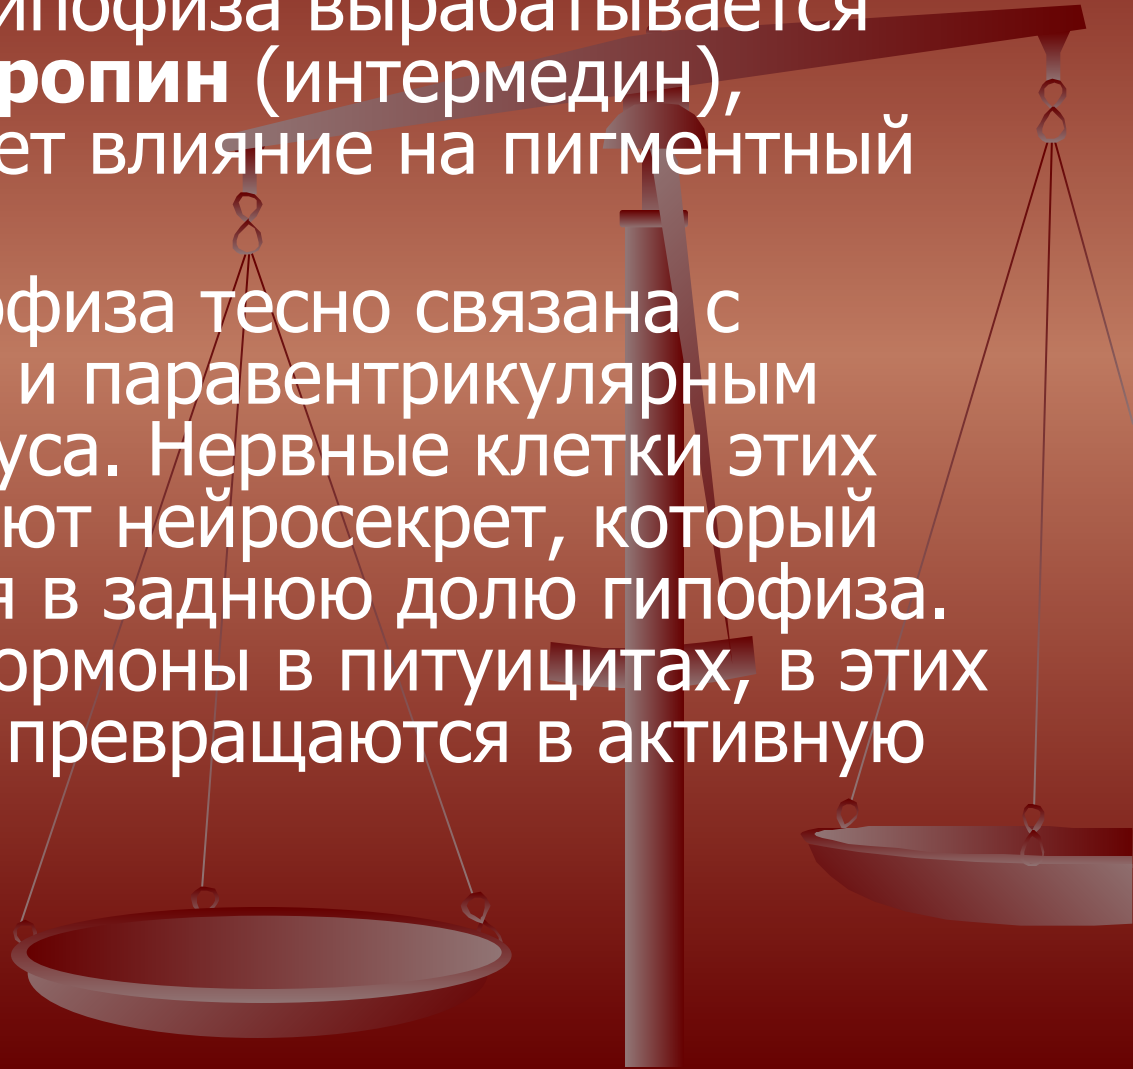 ипофиза вырабатывается
ропин (интермедин),
ет влияние на пигментный
офиза тесно связана с
и паравентрикулярным
уса. Нервные клетки этих
ют нейросекрет, который
я в заднюю долю гипофиза.
ормоны в питуицитах, в этих
превращаются в активную